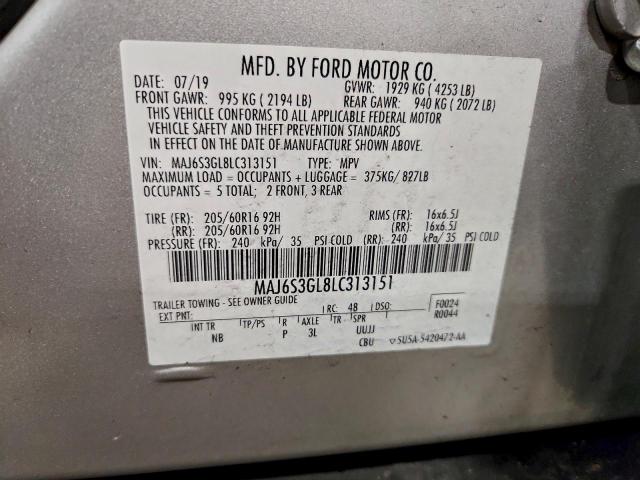 MFD. BY FORD MOTOR CO.
DATE: 07/19 GVWR: 1929 KG ( 4253 LB)
FRONT GAWR: 995 KG ( 2194 LB) REAR GAWR: 940 KG ( 2072 LB)
THIS VEHICLE CONFORMS TO ALL APPLICABLE FEDERAL MOTOR
VEHICLE SAFETY AND THEFT PREVENTION STANDARDS
IN EFFECT ON THE DATE OF MANUFACTURE SHOWN ABOVE.
VIN: MAJ6S3GL8LC313151 TYPE: MPV
MAXIMUM LOAD = OCCUPANTS + LUGGAGE = 375KG/ 827LB
OCCUPANTS = 5 TOTAL; 2 FRONT, 3 REAR
TIRE (FR): 205/60R16 92H RIMS (FR): 16x6.5J
(RR): 205/60R16 92H (RR): 16x6.5J
PRESSURE (FR): 240 kPa/ 35 PSI COLD (RR): 240 kPa/ 35 PSI COLD
MAJ6S3GL8LC313151
TRAILER TOWING - SEE OWNER GUIDE
EXT PNT: RC: 48 DSO: F0024
R0044
INT TR TP/PS R AXLE TR SPR
NB P 3L UUJJ
CBU 5U5A-5420472-AA